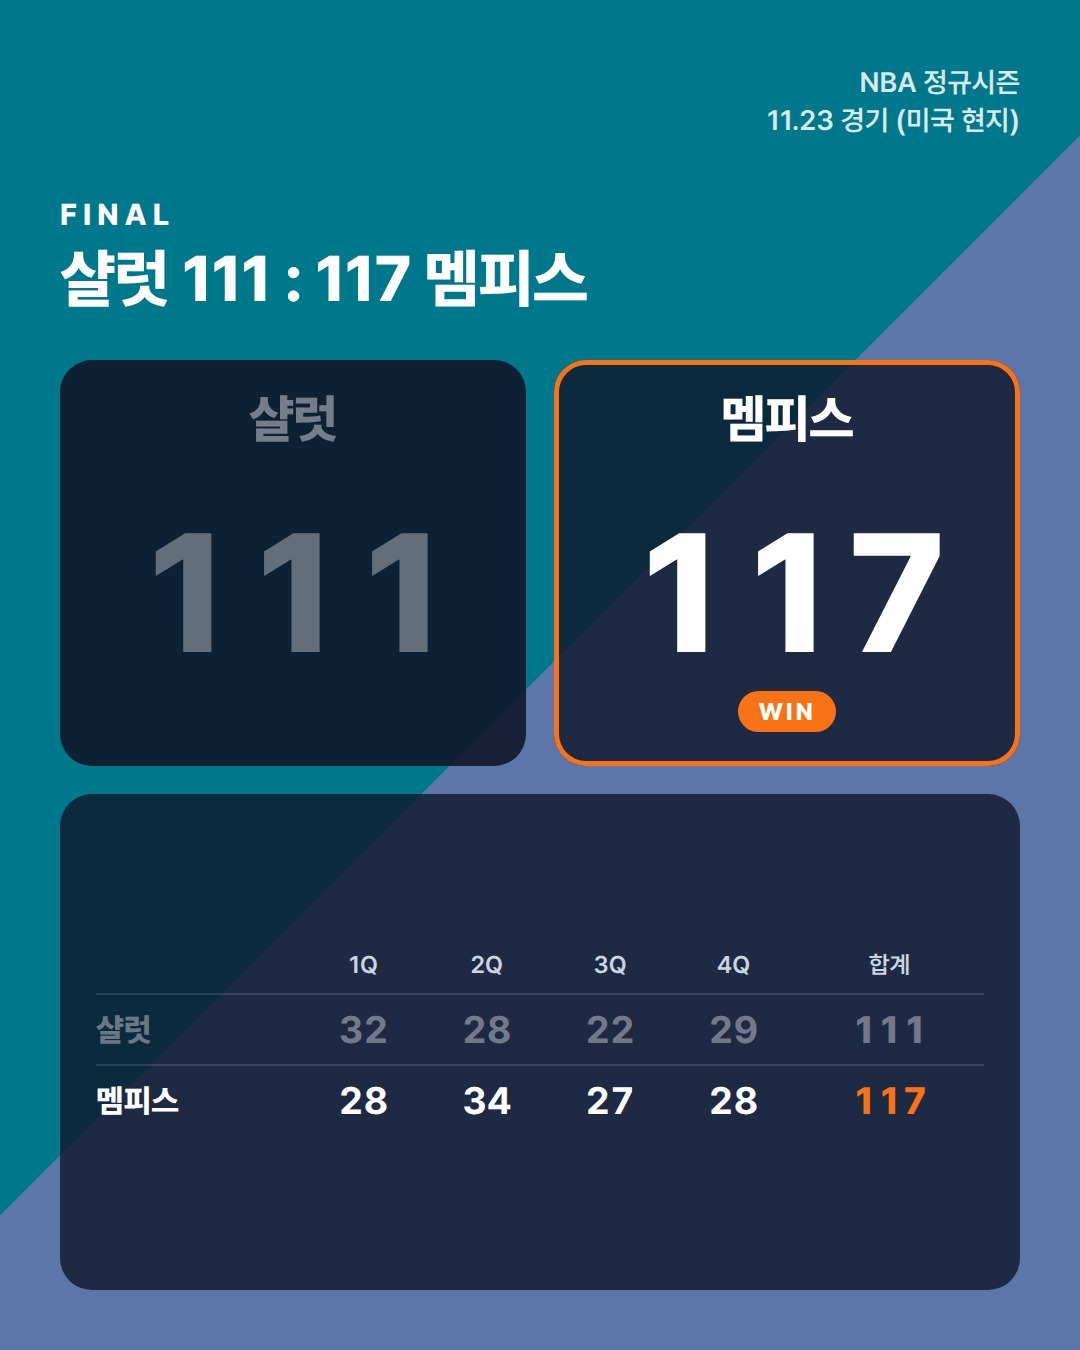 NBA 정규시즌
11.23 경기 (미국 현지)
FINAL
샬럿 111 : 117 멤피스
샬럿
111
멤피스
117
WIN
1Q 2Q 3Q 4Q 합계
샬럿 32 28 22 29 111
멤피스 28 34 27 28 117